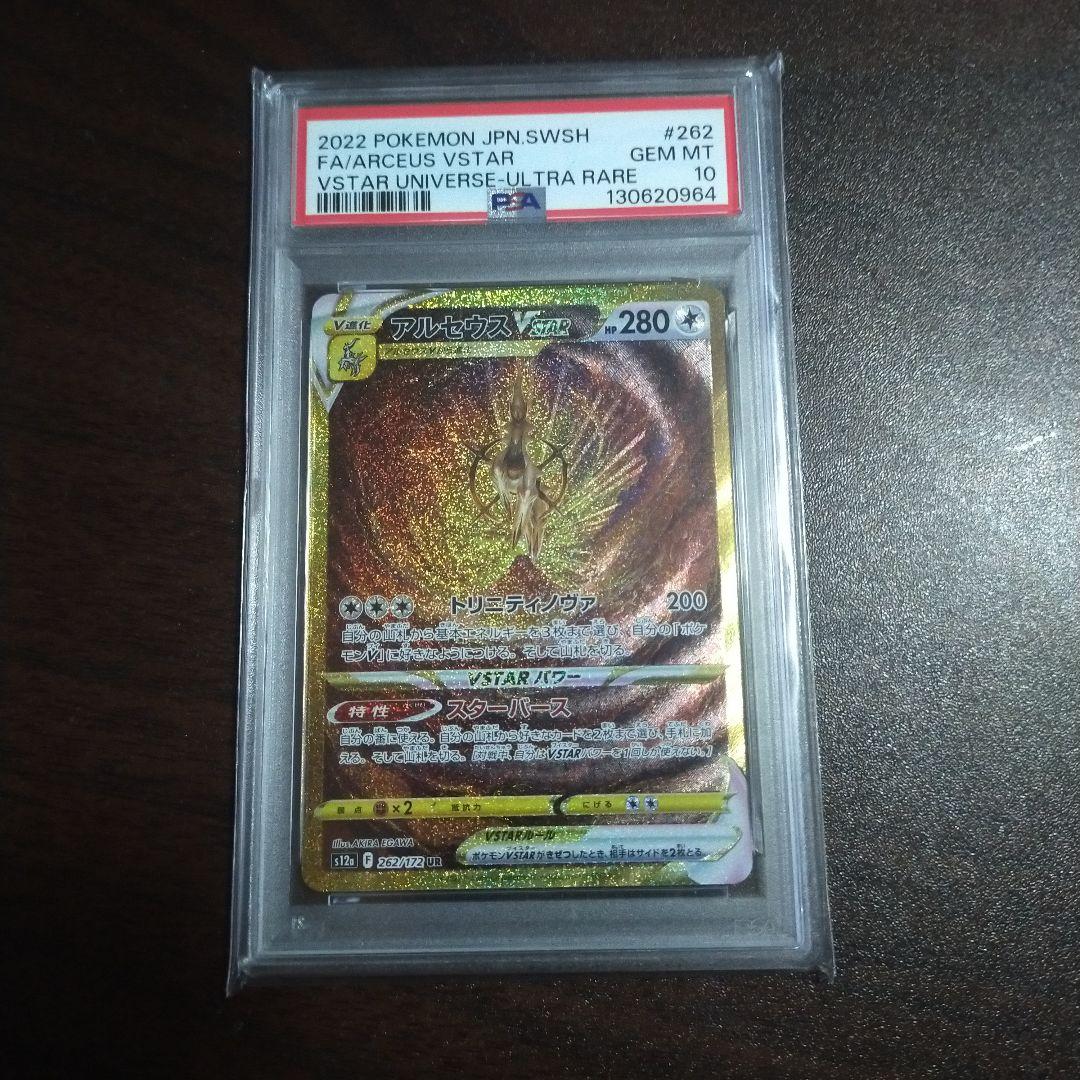 2022 POKEMON JPN.SWSH #262
FA/ARCEUS VSTAR GEM MT
VSTAR UNIVERSE-ULTRA RARE 10
PSA 130620964
V進化 アルセウスVSTAR HP 280
トリニティノヴァ 200
自分の山札から基本エネルギーを3枚まで選び、自分の「ポケ
モンV」に好きなようにつける。そして山札を切る。
VSTARパワー
特性 スターバース
自分の番に使える。自分の山札から好きなカードを2枚まで選び、手札に加
える。そして山札を切る。[対戦中、自分はVSTARパワーを1回しか使えない。]
弱点 ×2 抵抗力 にげる
Illus. AKIRA EGAWA
VSTARルール
s12a F 262/172 UR ポケモンVSTARがきぜつしたとき、相手はサイドを2枚とる。